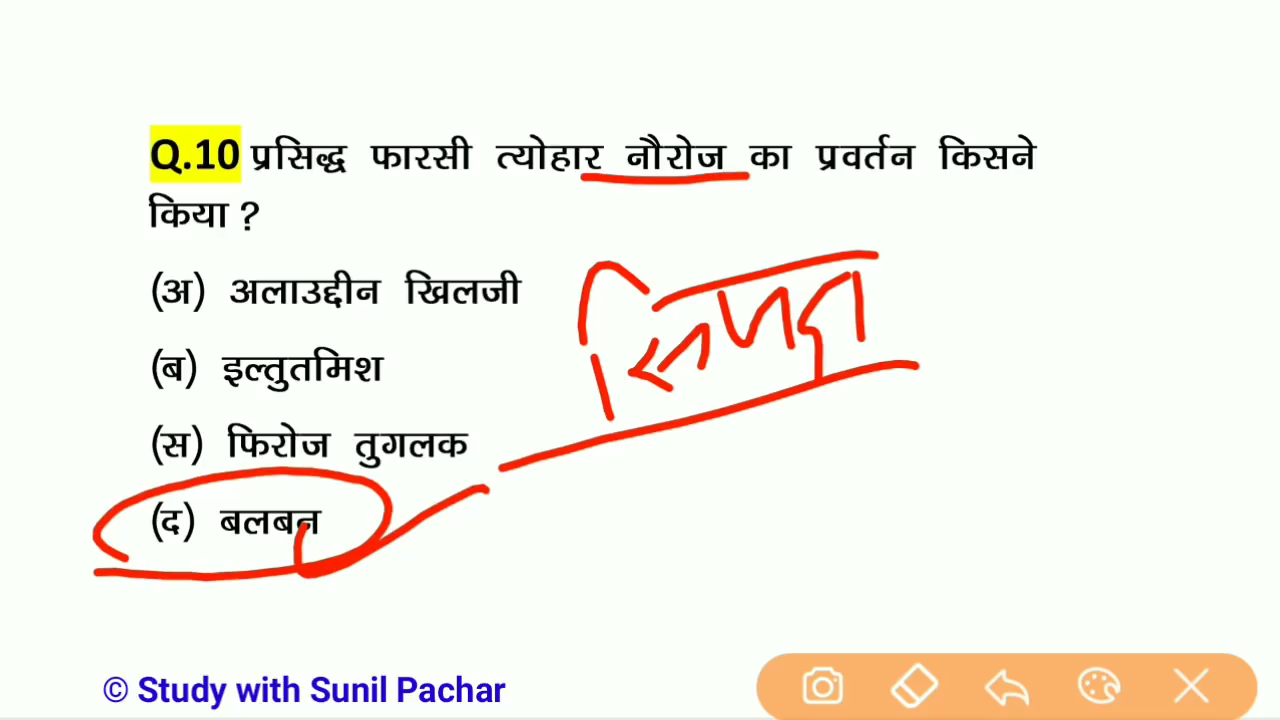 Q.10 प्रसिद्ध फारसी त्योहार नौरोज का प्रवर्तन किसने
किया ?
(अ) अलाउद्दीन खिलजी
(ब) इल्तुतमिश
(स) फिरोज तुगलक
(द) बलबन
© Study with Sunil Pachar